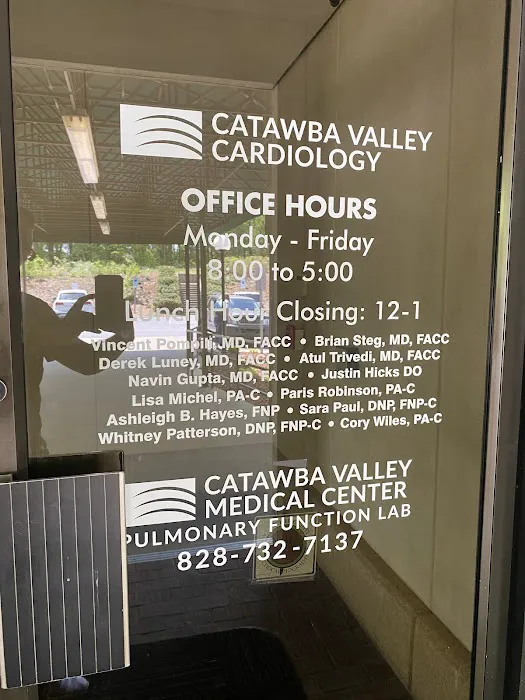 CATAWBA VALLEY
CARDIOLOGY
OFFICE HOURS
Monday - Friday
8:00 to 5:00
Lunch Hour Closing: 12-1
Vincent Pompili, MD, FACC • Brian Steg, MD, FACC
Derek Luney, MD, FACC • Atul Trivedi, MD, FACC
Navin Gupta, MD, FACC • Justin Hicks DO
Lisa Michel, PA-C • Paris Robinson, PA-C
Ashleigh B. Hayes, FNP • Sara Paul, DNP, FNP-C
Whitney Patterson, DNP, FNP-C • Cory Wiles, PA-C
CATAWBA VALLEY
MEDICAL CENTER
PULMONARY FUNCTION LAB
828-732-7137